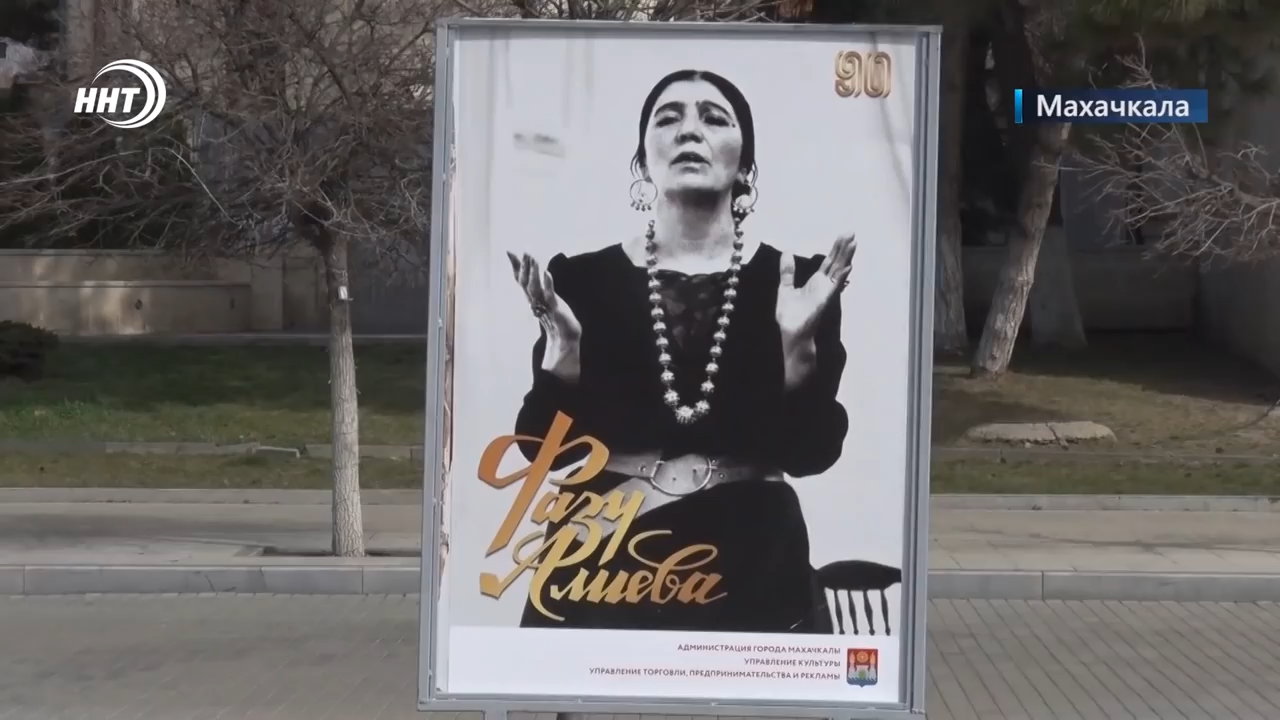 ННТ
90
Махачкала
Фазу
Алиева
АДМИНИСТРАЦИЯ ГОРОДА МАХАЧКАЛЫ
УПРАВЛЕНИЕ КУЛЬТУРЫ
УПРАВЛЕНИЕ ТОРГОВЛИ, ПРЕДПРИНИМАТЕЛЬСТВА И РЕКЛАМЫ